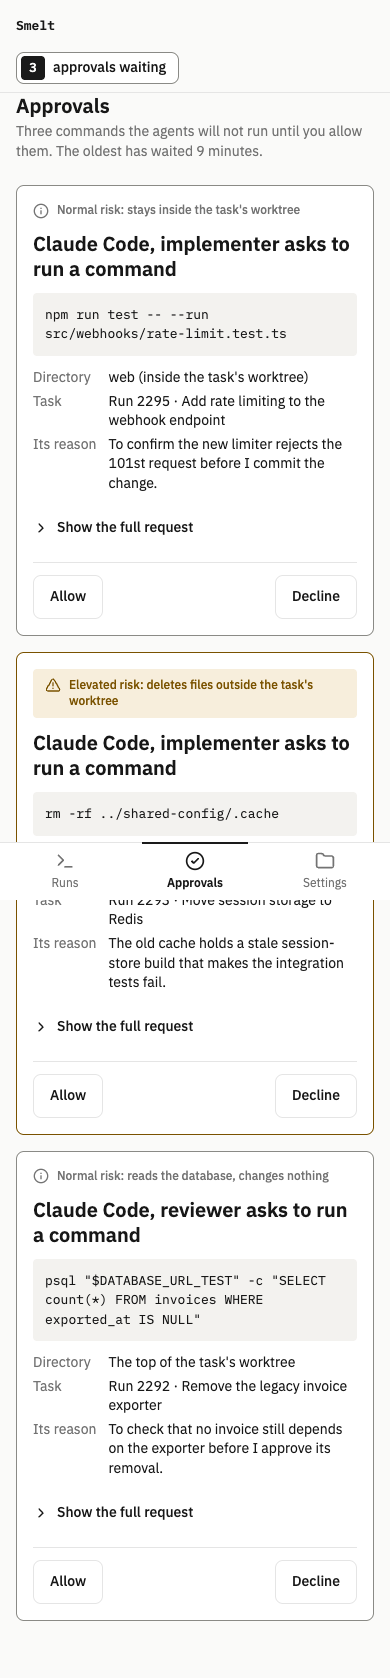 Smelt
3 approvals waiting
Approvals
Three commands the agents will not run until you allow
them. The oldest has waited 9 minutes.
Normal risk: stays inside the task's worktree
Claude Code, implementer asks to
run a command
npm run test -- --run
src/webhooks/rate-limit.test.ts
Directory web (inside the task's worktree)
Task Run 2295 · Add rate limiting to the
webhook endpoint
Its reason To confirm the new limiter rejects the
101st request before I commit the
change.
Show the full request
Allow Decline
Elevated risk: deletes files outside the task's
worktree
Claude Code, implementer asks to
run a command
rm -rf ../shared-config/.cache
Runs Approvals Settings
Task Run 2293 · Move session storage to
Redis
Its reason The old cache holds a stale session-
store build that makes the integration
tests fail.
Show the full request
Allow Decline
Normal risk: reads the database, changes nothing
Claude Code, reviewer asks to run
a command
psql "$DATABASE_URL_TEST" -c "SELECT
count(*) FROM invoices WHERE
exported_at IS NULL"
Directory The top of the task's worktree
Task Run 2292 · Remove the legacy invoice
exporter
Its reason To check that no invoice still depends
on the exporter before I approve its
removal.
Show the full request
Allow Decline